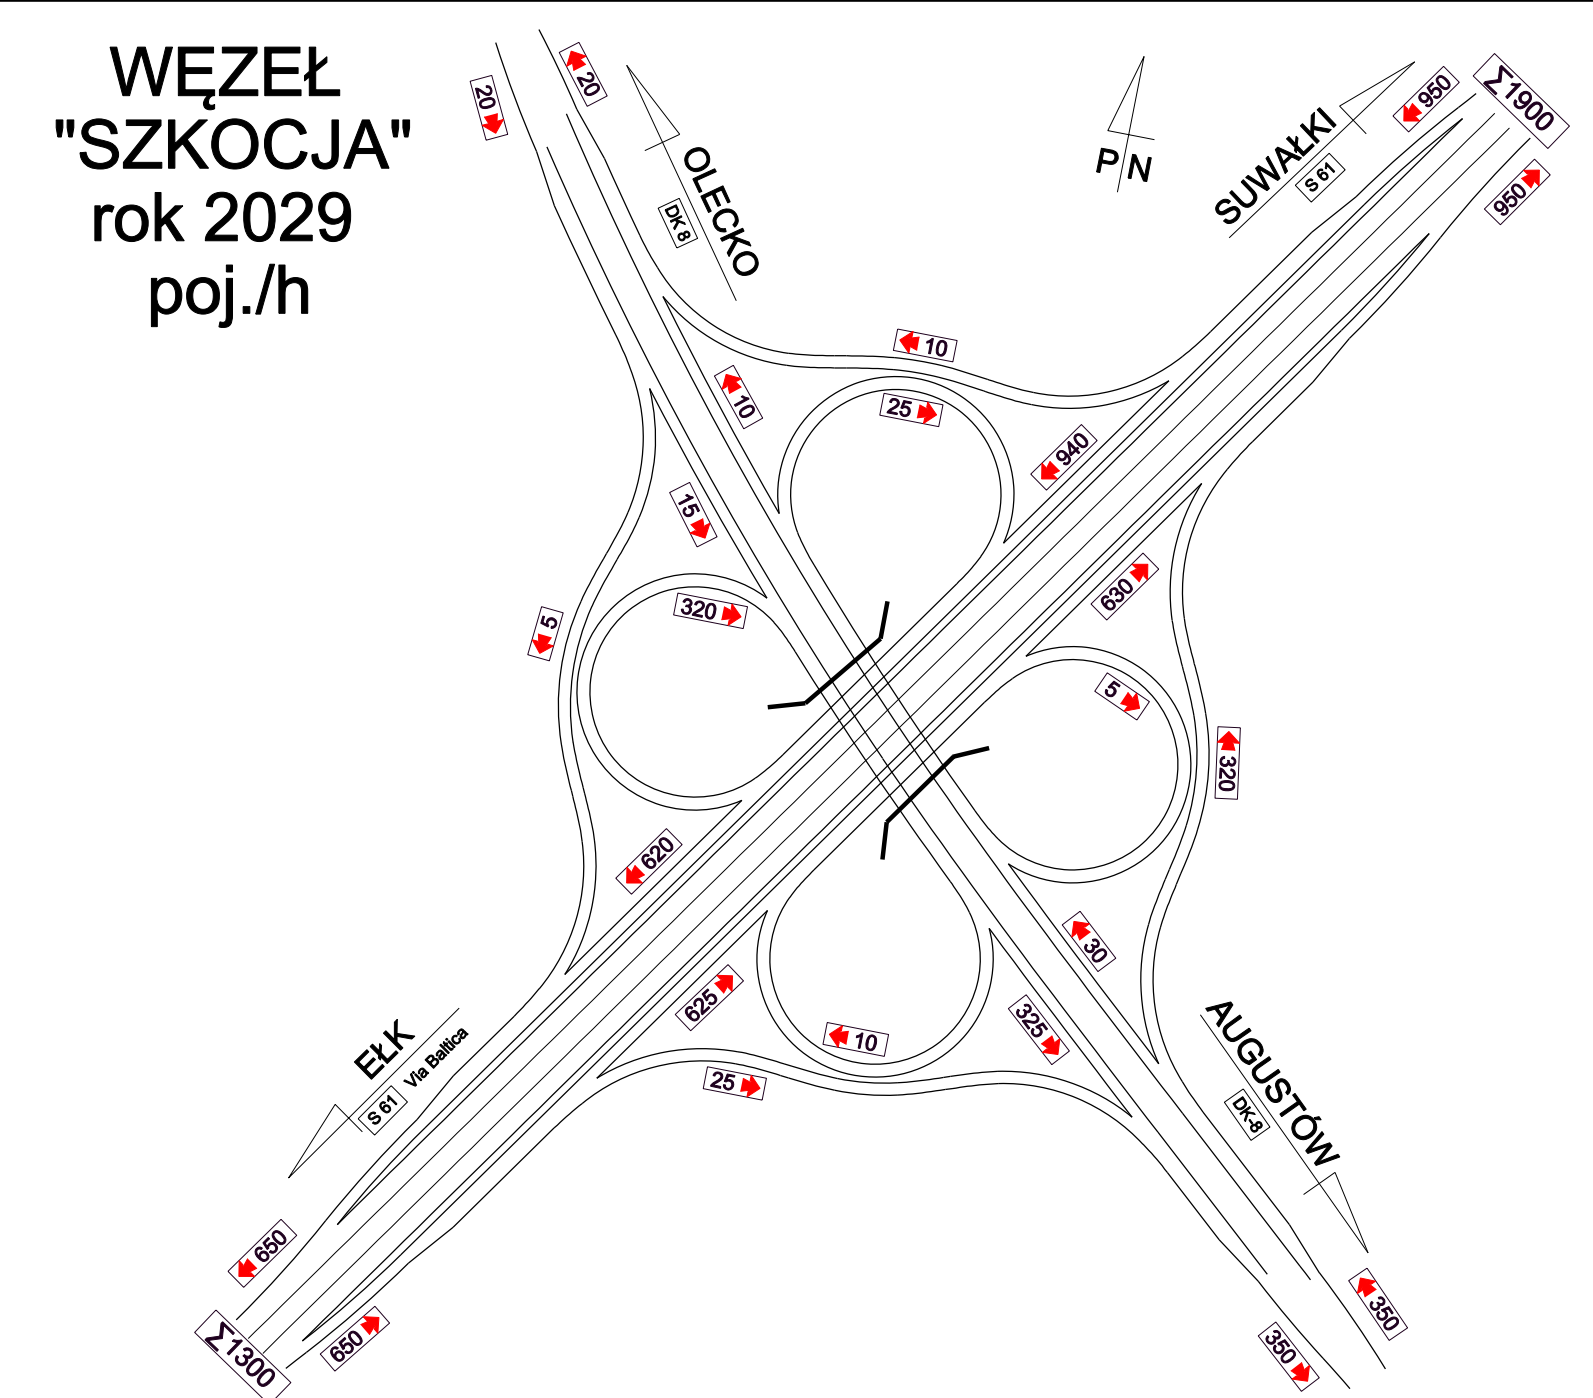 WĘZEŁ
"SZKOCJA"
rok 2029
poj./h
20
20
OLECKO
DK 8
P N
SUWAŁKI
S 61
950
Σ1900
950
10
10
25
940
15
320
5
630
5
320
620
30
625
10
325
25
EŁK
S 61 Via Baltica
AUGUSTÓW
DK-8
650
650
Σ1300
350
350